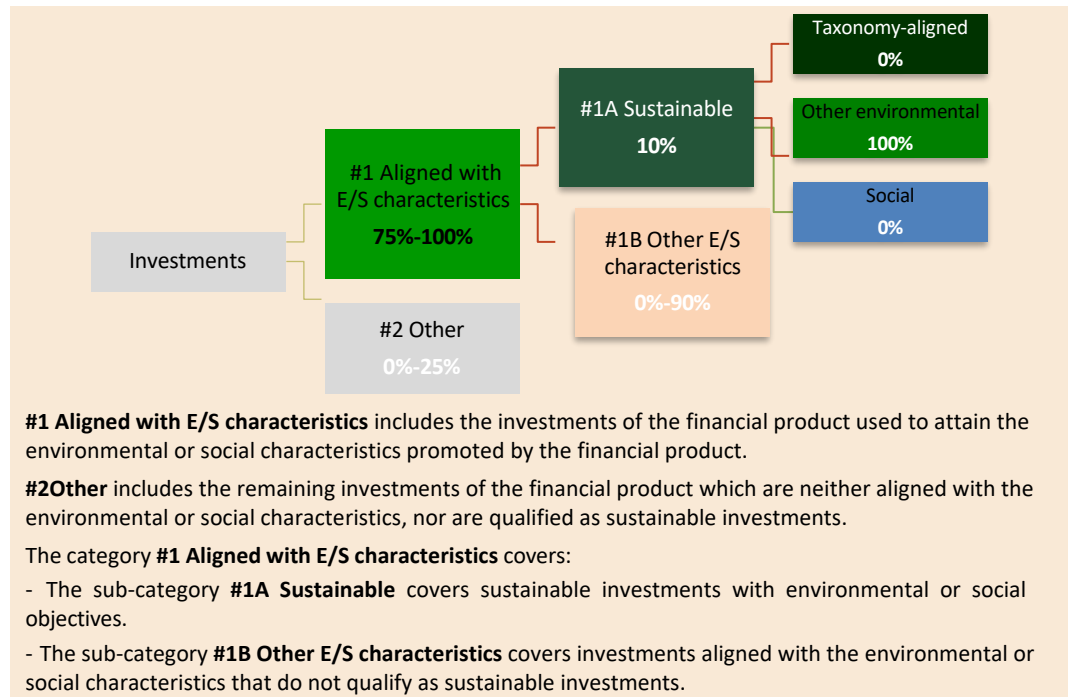 Taxonomy-aligned
0%
#1A Sustainable
10%
Other environmental
100%
#1 Aligned with
E/S characteristics
75%-100%
Social
0%
Investments
#1B Other E/S
characteristics
0%-90%
#2 Other
0%-25%
#1 Aligned with E/S characteristics includes the investments of the financial product used to attain the
environmental or social characteristics promoted by the financial product.
#2Other includes the remaining investments of the financial product which are neither aligned with the
environmental or social characteristics, nor are qualified as sustainable investments.
The category #1 Aligned with E/S characteristics covers:
- The sub-category #1A Sustainable covers sustainable investments with environmental or social
objectives.
- The sub-category #1B Other E/S characteristics covers investments aligned with the environmental or
social characteristics that do not qualify as sustainable investments.